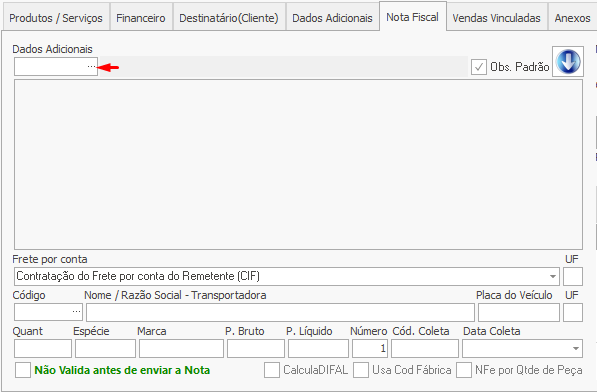 Produtos / Serviços Financeiro Destinatário(Cliente) Dados Adicionais Nota Fiscal Vendas Vinculadas Anexos
Dados Adicionais
... Obs. Padrão
Frete por conta UF
Contratação do Frete por conta do Remetente (CIF)
Código Nome / Razão Social - Transportadora Placa do Veículo UF
...
Quant Espécie Marca P. Bruto P. Líquido Número Cód. Coleta Data Coleta
1
Não Valida antes de enviar a Nota CalculaDIFAL Usa Cod Fábrica NFe por Qtde de Peça